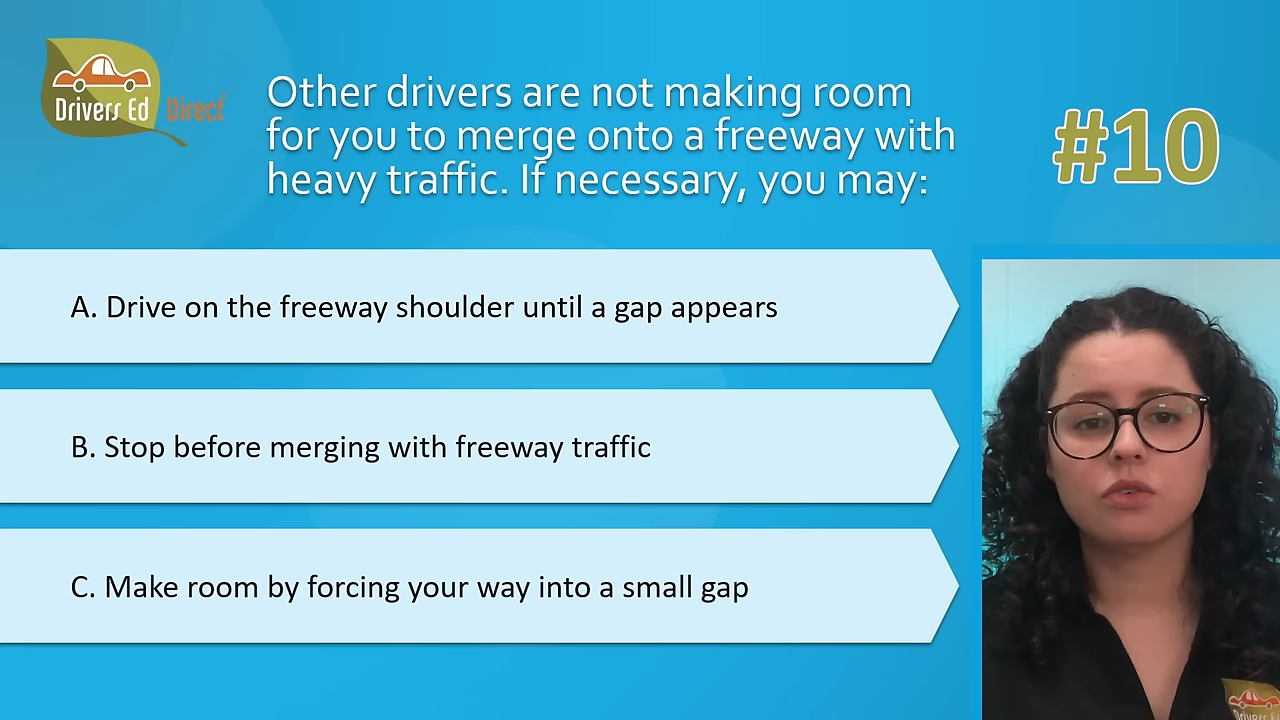 Drivers Ed Direct
Other drivers are not making room
for you to merge onto a freeway with
heavy traffic. If necessary, you may:
#10
A. Drive on the freeway shoulder until a gap appears
B. Stop before merging with freeway traffic
C. Make room by forcing your way into a small gap
Drivers Ed